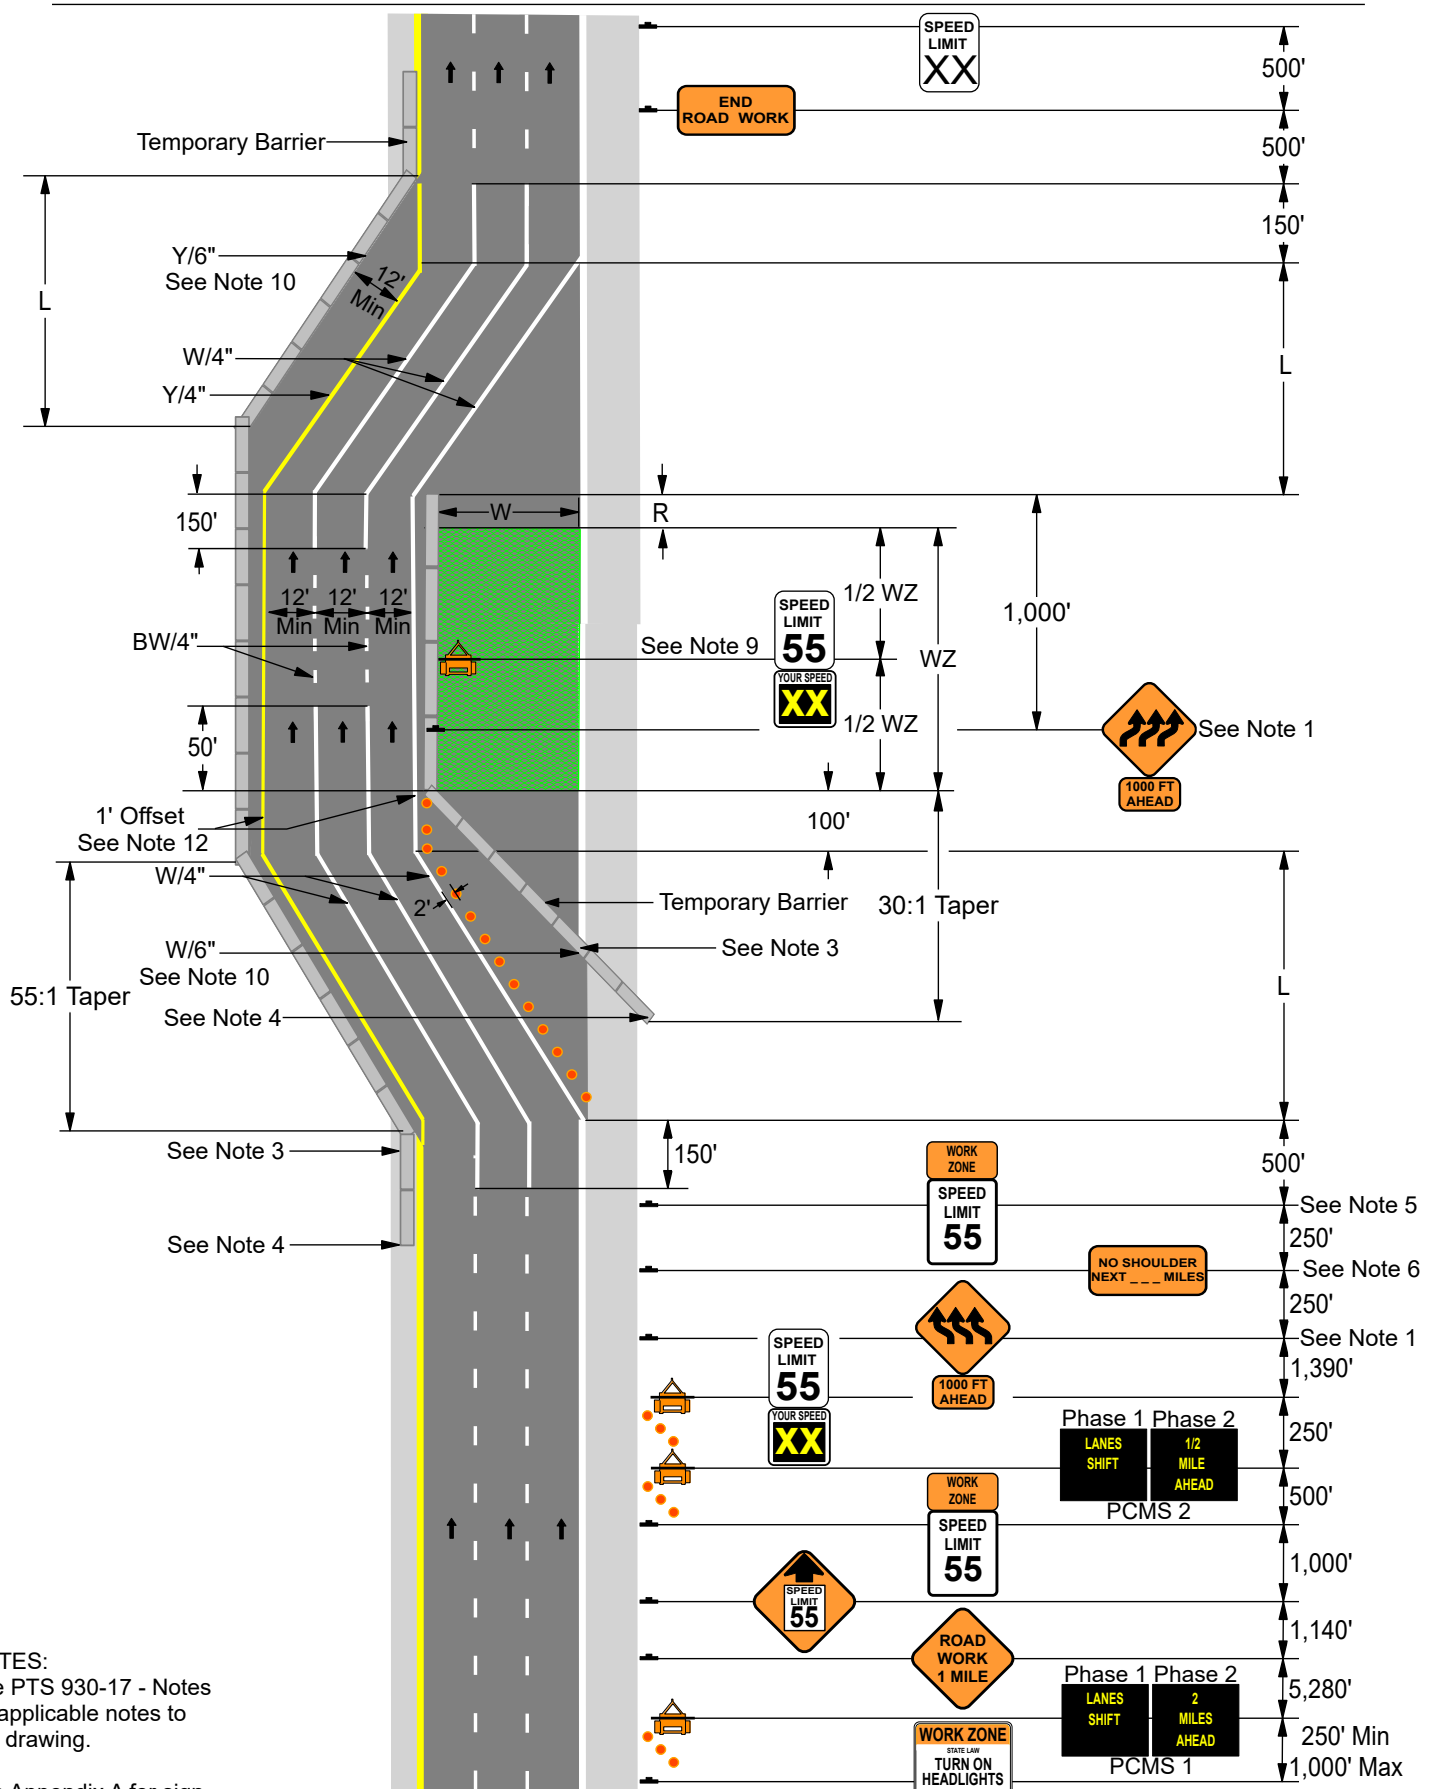 SPEED
LIMIT
XX
500'
END
ROAD WORK
500'
Temporary Barrier
150'
Y/6"
See Note 10
12'
Min
L
L
W/4"
Y/4"
W
R
150'
1/2 WZ
12'
12'
12'
Min
Min
Min
SPEED
LIMIT
55
1,000'
BW/4"
See Note 9
WZ
YOUR SPEED
XX
1/2 WZ
See Note 1
50'
1000 FT
AHEAD
1' Offset
See Note 12
100'
W/4"
2'
Temporary Barrier
30:1 Taper
W/6"
See Note 10
See Note 3
55:1 Taper
L
See Note 4
See Note 3
150'
WORK
ZONE
500'
SPEED
LIMIT
55
See Note 5
See Note 4
250'
NO SHOULDER
NEXT _ _ _ MILES
See Note 6
250'
See Note 1
SPEED
LIMIT
55
1,390'
1000 FT
AHEAD
YOUR SPEED
XX
Phase 1 Phase 2
250'
LANES
SHIFT
1/2
MILE
AHEAD
WORK
ZONE
500'
PCMS 2
SPEED
LIMIT
55
1,000'
SPEED
LIMIT
55
1,140'
ROAD
WORK
1 MILE
TES:
e PTS 930-17 - Notes
applicable notes to
drawing.
Phase 1 Phase 2
5,280'
LANES
SHIFT
2
MILES
AHEAD
WORK ZONE
STATE LAW
TURN ON
HEADLIGHTS
250' Min
PCMS 1
1,000' Max
Appendix A for sign